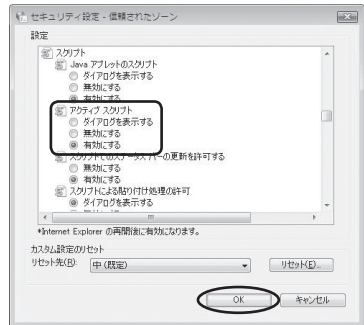 セキュリティ設定 - 信頼されたゾーン
設定
スクリプト
Java アプレットのスクリプト
ダイアログを表示する
無効にする
有効にする
アクティブ スクリプト
ダイアログを表示する
無効にする
有効にする
スクリプトでのステータス バーの更新を許可する
無効にする
有効にする
スクリプトによる貼り付け処理の許可
ダイアログを表示する
*Internet Explorer の再開後に有効になります。
カスタム設定のリセット
リセット先(R): 中 (既定) リセット(E)...
OK キャンセル